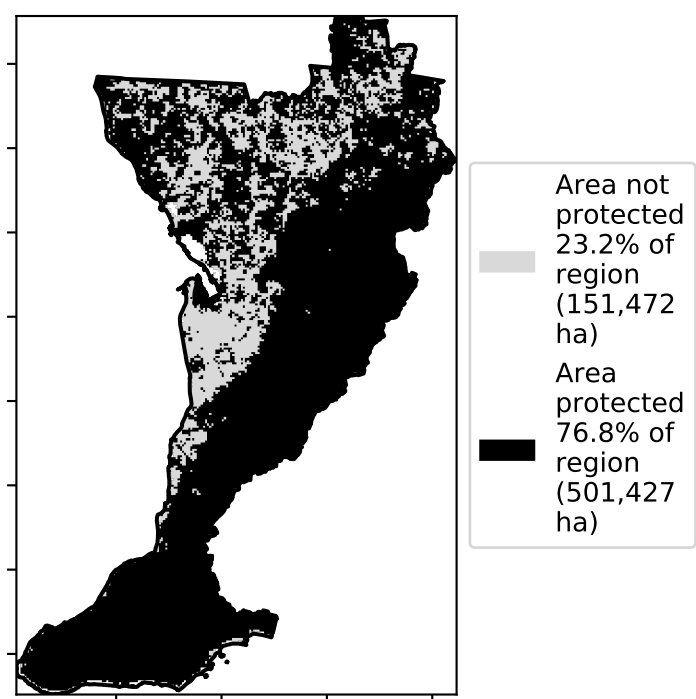 Area not
protected
23.2% of
region
(151,472
ha)
Area
protected
76.8% of
region
(501,427
ha)